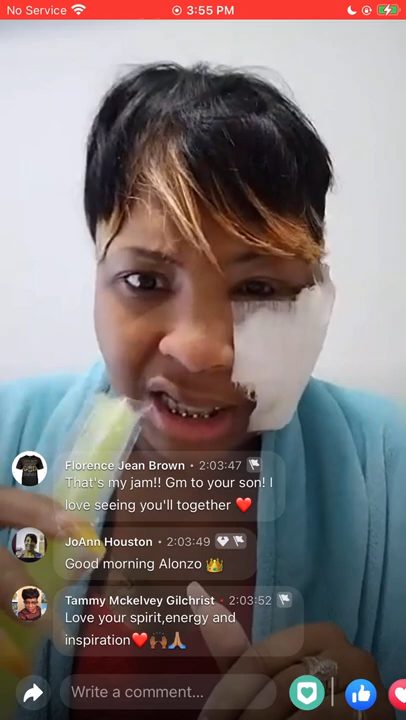 No Service 3:55 PM
Florence Jean Brown • 2:03:47
That's my jam!! Gm to your son! I
love seeing you'll together ❤️
JoAnn Houston • 2:03:49
Good morning Alonzo 👑
Tammy Mckelvey Gilchrist • 2:03:52
Love your spirit,energy and
inspiration❤️🙌🏾🙏🏾
Write a comment...